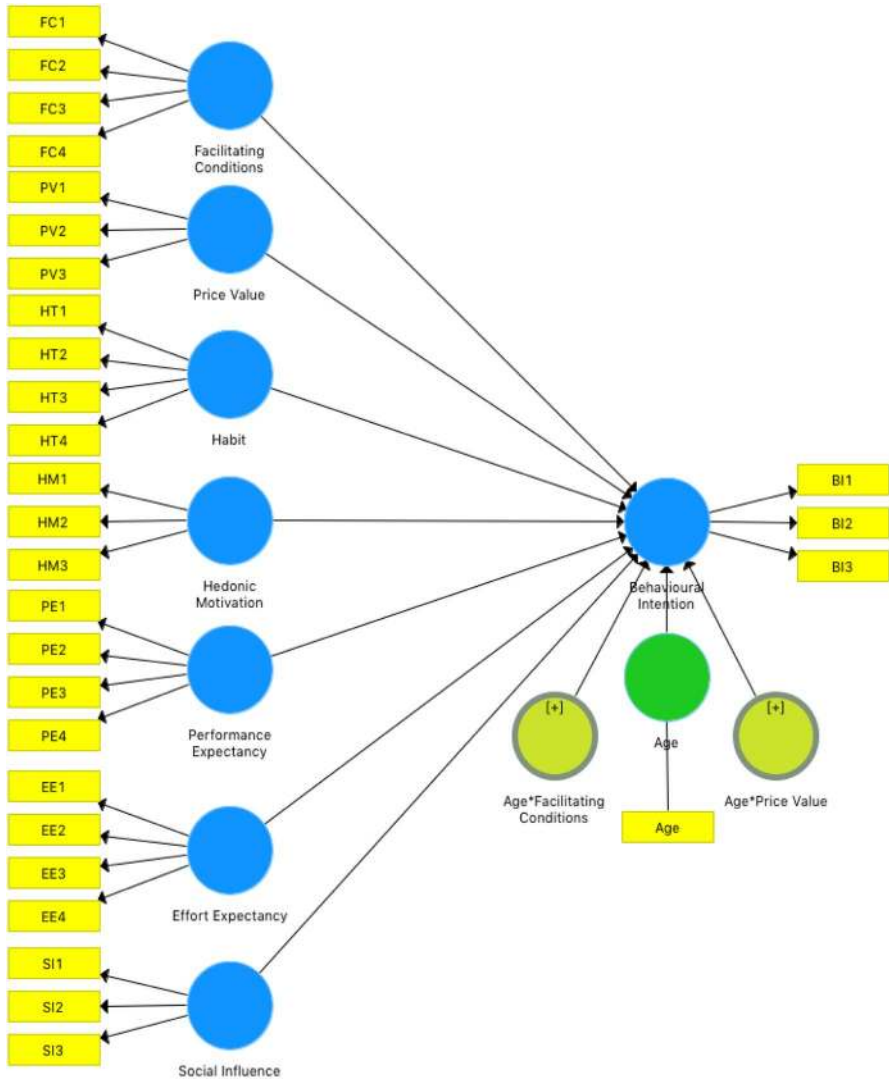 FC1
FC2
FC3
FC4
Facilitating
Conditions
PV1
PV2
PV3
Price Value
HT1
HT2
HT3
HT4
Habit
HM1
HM2
HM3
Hedonic
Motivation
PE1
PE2
PE3
PE4
Performance
Expectancy
EE1
EE2
EE3
EE4
Effort Expectancy
SI1
SI2
SI3
Social Influence
Behavioural
Intention
BI1
BI2
BI3
[+]
Age*Facilitating
Conditions
Age
Age
[+]
Age*Price Value